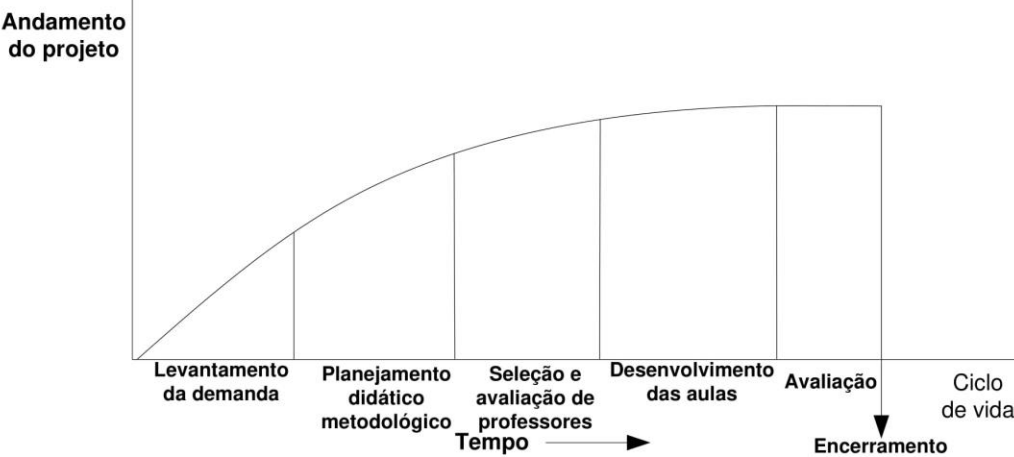 Andamento
do projeto
Levantamento
da demanda
Planejamento
didático
metodológico
Seleção e
avaliação de
professores
Desenvolvimento
das aulas
Avaliação
Ciclo
de vida
Tempo
Encerramento